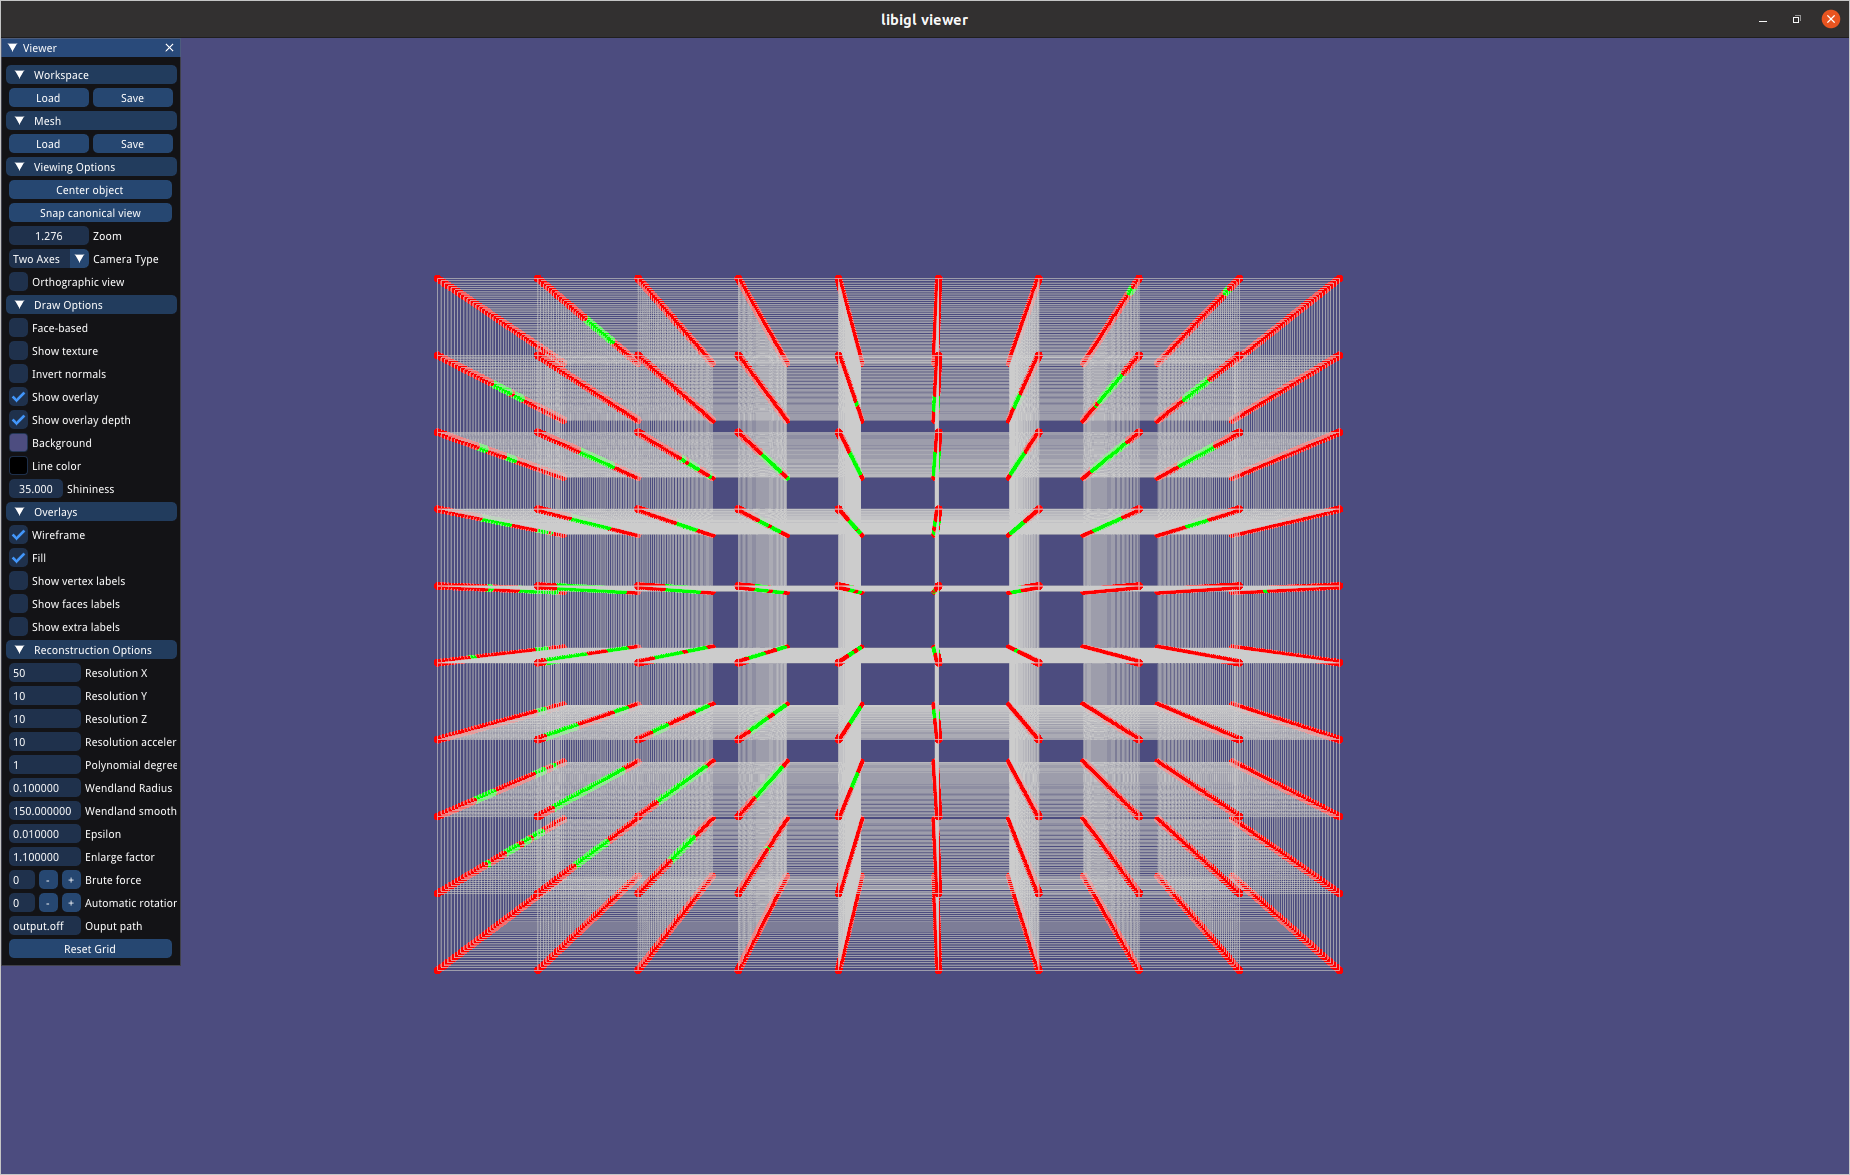 libigl viewer
Viewer
Workspace
Load Save
Mesh
Load Save
Viewing Options
Center object
Snap canonical view
1.276 Zoom
Two Axes Camera Type
Orthographic view
Draw Options
Face-based
Show texture
Invert normals
Show overlay
Show overlay depth
Background
Line color
35.000 Shininess
Overlays
Wireframe
Fill
Show vertex labels
Show faces labels
Show extra labels
Reconstruction Options
50 Resolution X
10 Resolution Y
10 Resolution Z
10 Resolution acceler
1 Polynomial degree
0.100000 Wendland Radius
150.000000 Wendland smooth
0.010000 Epsilon
1.100000 Enlarge factor
0 - + Brute force
0 - + Automatic rotation
output.off Ouput path
Reset Grid